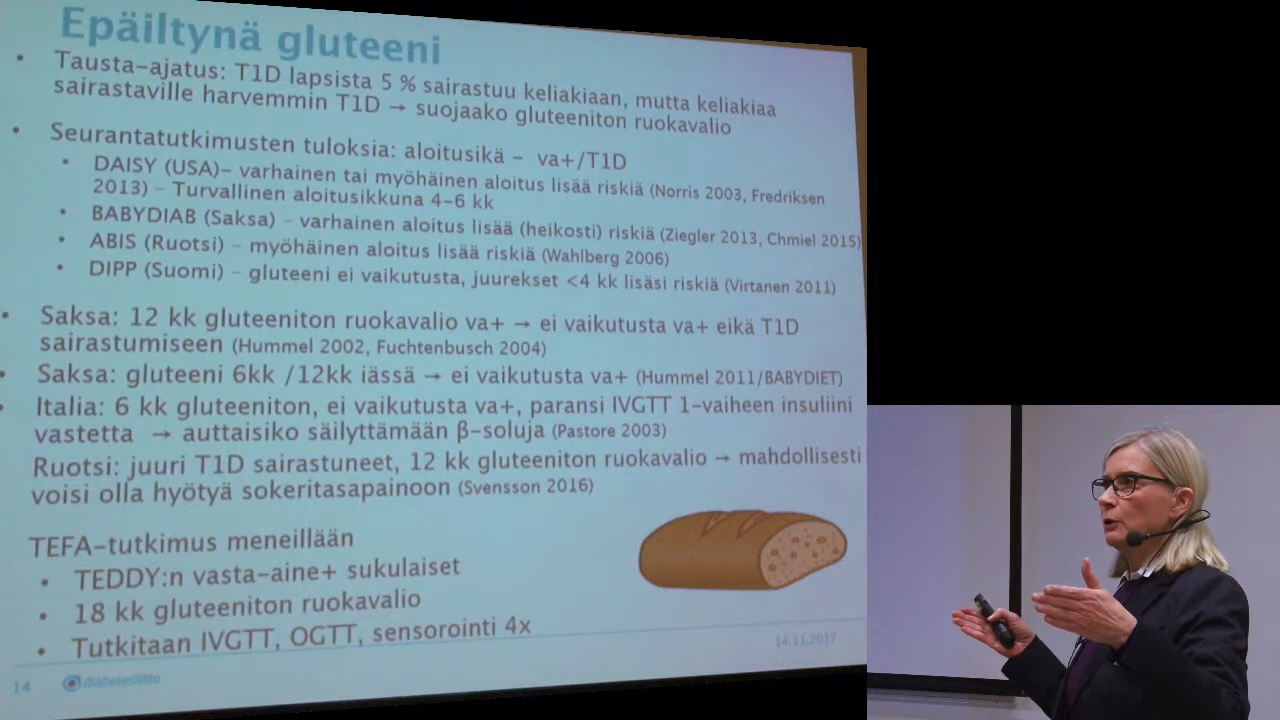 Epäiltynä gluteeni
• Tausta-ajatus: T1D lapsista 5 % sairastuu keliakiaan, mutta keliakiaa
sairastaville harvemmin T1D → suojaako gluteeniton ruokavalio
• Seurantatutkimusten tuloksia: aloitusikä – va+/T1D
• DAISY (USA)– varhainen tai myöhäinen aloitus lisää riskiä (Norris 2003, Fredriksen
2013) – Turvallinen aloitusikkuna 4–6 kk
• BABYDIAB (Saksa) – varhainen aloitus lisää (heikosti) riskiä (Ziegler 2013, Chmiel 2015)
• ABIS (Ruotsi) – myöhäinen aloitus lisää riskiä (Wahlberg 2006)
• DIPP (Suomi) – gluteeni ei vaikutusta, juurekset <4 kk lisäsi riskiä (Virtanen 2011)
• Saksa: 12 kk gluteeniton ruokavalio va+ → ei vaikutusta va+ eikä T1D
sairastumiseen (Hummel 2002, Fuchtenbusch 2004)
• Saksa: gluteeni 6kk /12kk iässä → ei vaikutusta va+ (Hummel 2011/BABYDIET)
• Italia: 6 kk gluteeniton, ei vaikutusta va+, paransi IVGTT 1-vaiheen insuliini
vastetta → auttaisiko säilyttämään β-soluja (Pastore 2003)
Ruotsi: juuri T1D sairastuneet, 12 kk gluteeniton ruokavalio → mahdollisesti
voisi olla hyötyä sokeritasapainoon (Svensson 2016)
TEFA-tutkimus meneillään
• TEDDY:n vasta-aine+ sukulaiset
• 18 kk gluteeniton ruokavalio
• Tutkitaan IVGTT, OGTT, sensorointi 4x
14.11.2017
14 diabetesliitto